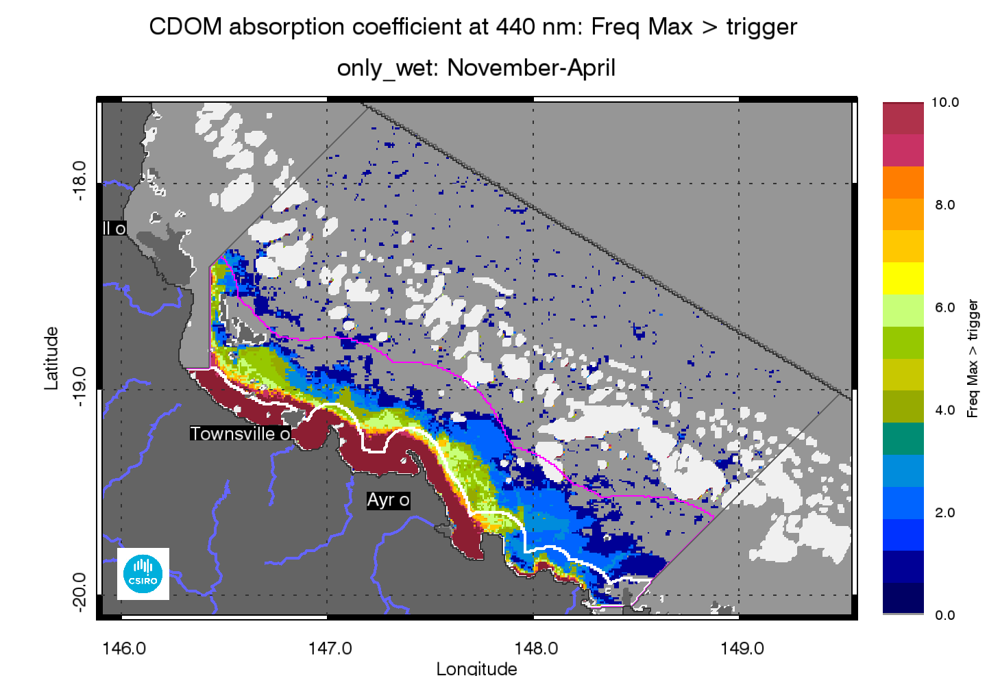 CDOM absorption coefficient at 440 nm: Freq Max > trigger
only_wet: November-April
10.0
8.0
6.0
4.0
2.0
0.0
Freq Max > trigger
-18.0
-19.0
-20.0
Latitude
ll o
Townsville o
Ayr o
CSIRO
146.0 147.0 148.0 149.0
Longitude